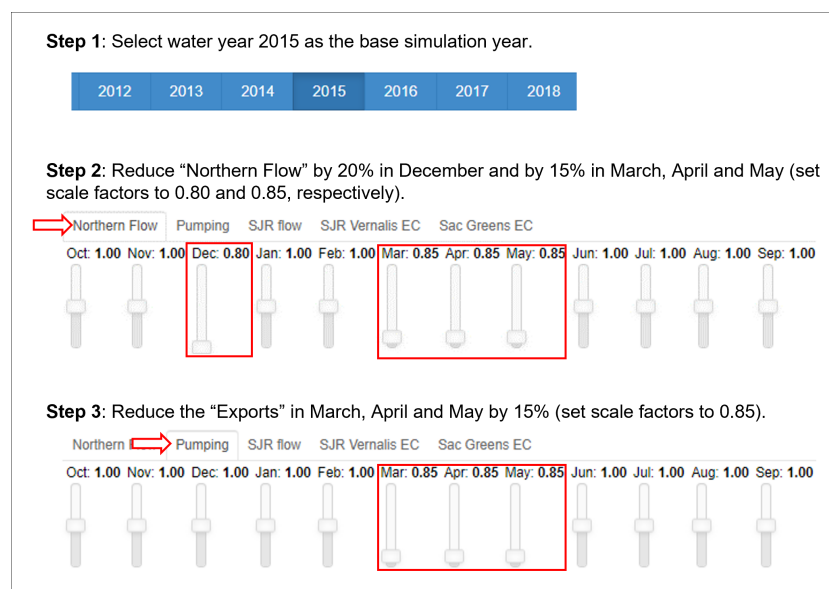 Step 1: Select water year 2015 as the base simulation year.
2012 2013 2014 2015 2016 2017 2018
Step 2: Reduce “Northern Flow” by 20% in December and by 15% in March, April and May (set
scale factors to 0.80 and 0.85, respectively).
Northern Flow Pumping SJR flow SJR Vernalis EC Sac Greens EC
Oct: 1.00 Nov: 1.00 Dec: 0.80 Jan: 1.00 Feb: 1.00 Mar: 0.85 Apr: 0.85 May: 0.85 Jun: 1.00 Jul: 1.00 Aug: 1.00 Sep: 1.00
Step 3: Reduce the “Exports” in March, April and May by 15% (set scale factors to 0.85).
Northern Pumping SJR flow SJR Vernalis EC Sac Greens EC
Oct: 1.00 Nov: 1.00 Dec: 1.00 Jan: 1.00 Feb: 1.00 Mar: 0.85 Apr: 0.85 May: 0.85 Jun: 1.00 Jul: 1.00 Aug: 1.00 Sep: 1.00